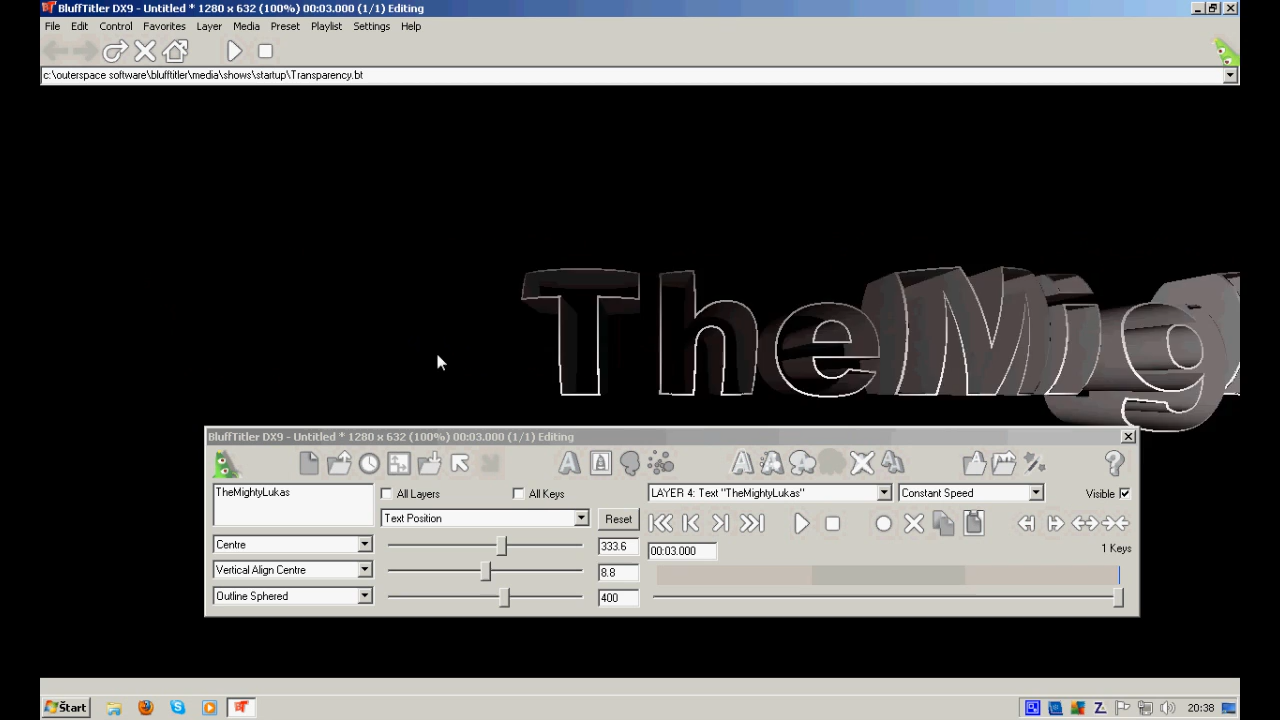 BluffTitler DX9 - Untitled * 1280 x 632 (100%) 00:03.000 (1/1) Editing
File Edit Control Favorites Layer Media Preset Playlist Settings Help
c:\outerspace software\blufftitler\media\shows\startup\Transparency.bt
TheMig
BluffTitler DX9 - Untitled * 1280 x 632 (100%) 00:03.000 (1/1) Editing
TheMightyLukas
All Layers
All Keys
LAYER 4: Text "TheMightyLukas"
Constant Speed
Visible
Text Position
Reset
Centre
333.6
00:03.000
1 Keys
Vertical Align Centre
8.8
Outline Sphered
400
Štart
20:38